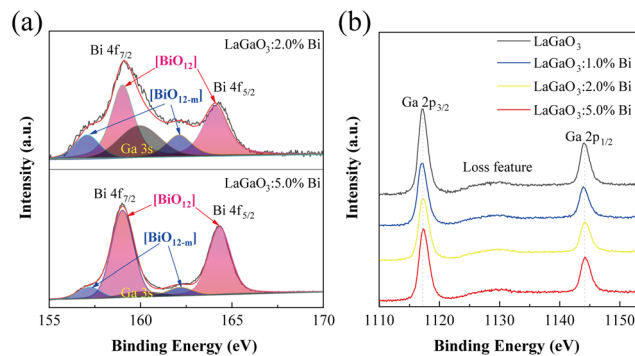 (a)
LaGaO₃:2.0% Bi
Bi 4f₇/₂
[BiO₁₂]
Bi 4f₅/₂
[BiO₁₂₋ₘ]
Ga 3s
LaGaO₃:5.0% Bi
Bi 4f₇/₂
[BiO₁₂]
Bi 4f₅/₂
[BiO₁₂₋ₘ]
Ga 3s
Intensity (a.u.)
155 160 165 170
Binding Energy (eV)
(b)
LaGaO₃
LaGaO₃:1.0% Bi
LaGaO₃:2.0% Bi
LaGaO₃:5.0% Bi
Ga 2p₃/₂
Ga 2p₁/₂
Loss feature
Intensity (a.u.)
1110 1120 1130 1140 1150
Binding Energy (eV)